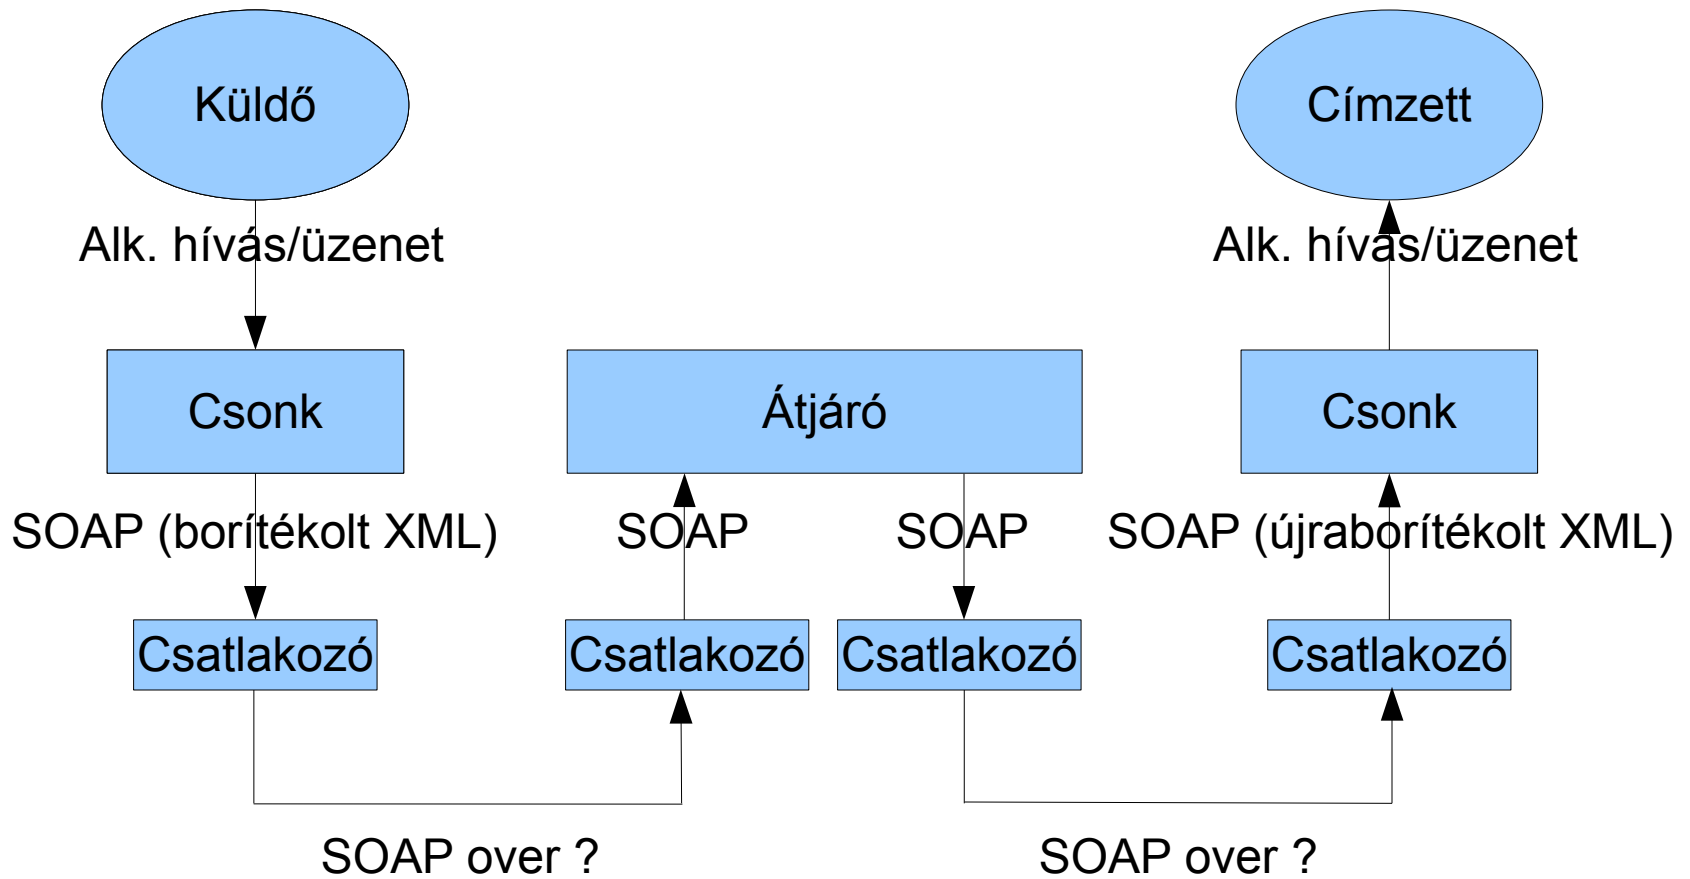 Küldő
Címzett
Alk. hívás/üzenet
Alk. hívás/üzenet
Csonk
Átjáró
Csonk
SOAP (borítékolt XML)
SOAP
SOAP
SOAP (újraborítékolt XML)
Csatlakozó
Csatlakozó
Csatlakozó
Csatlakozó
SOAP over ?
SOAP over ?